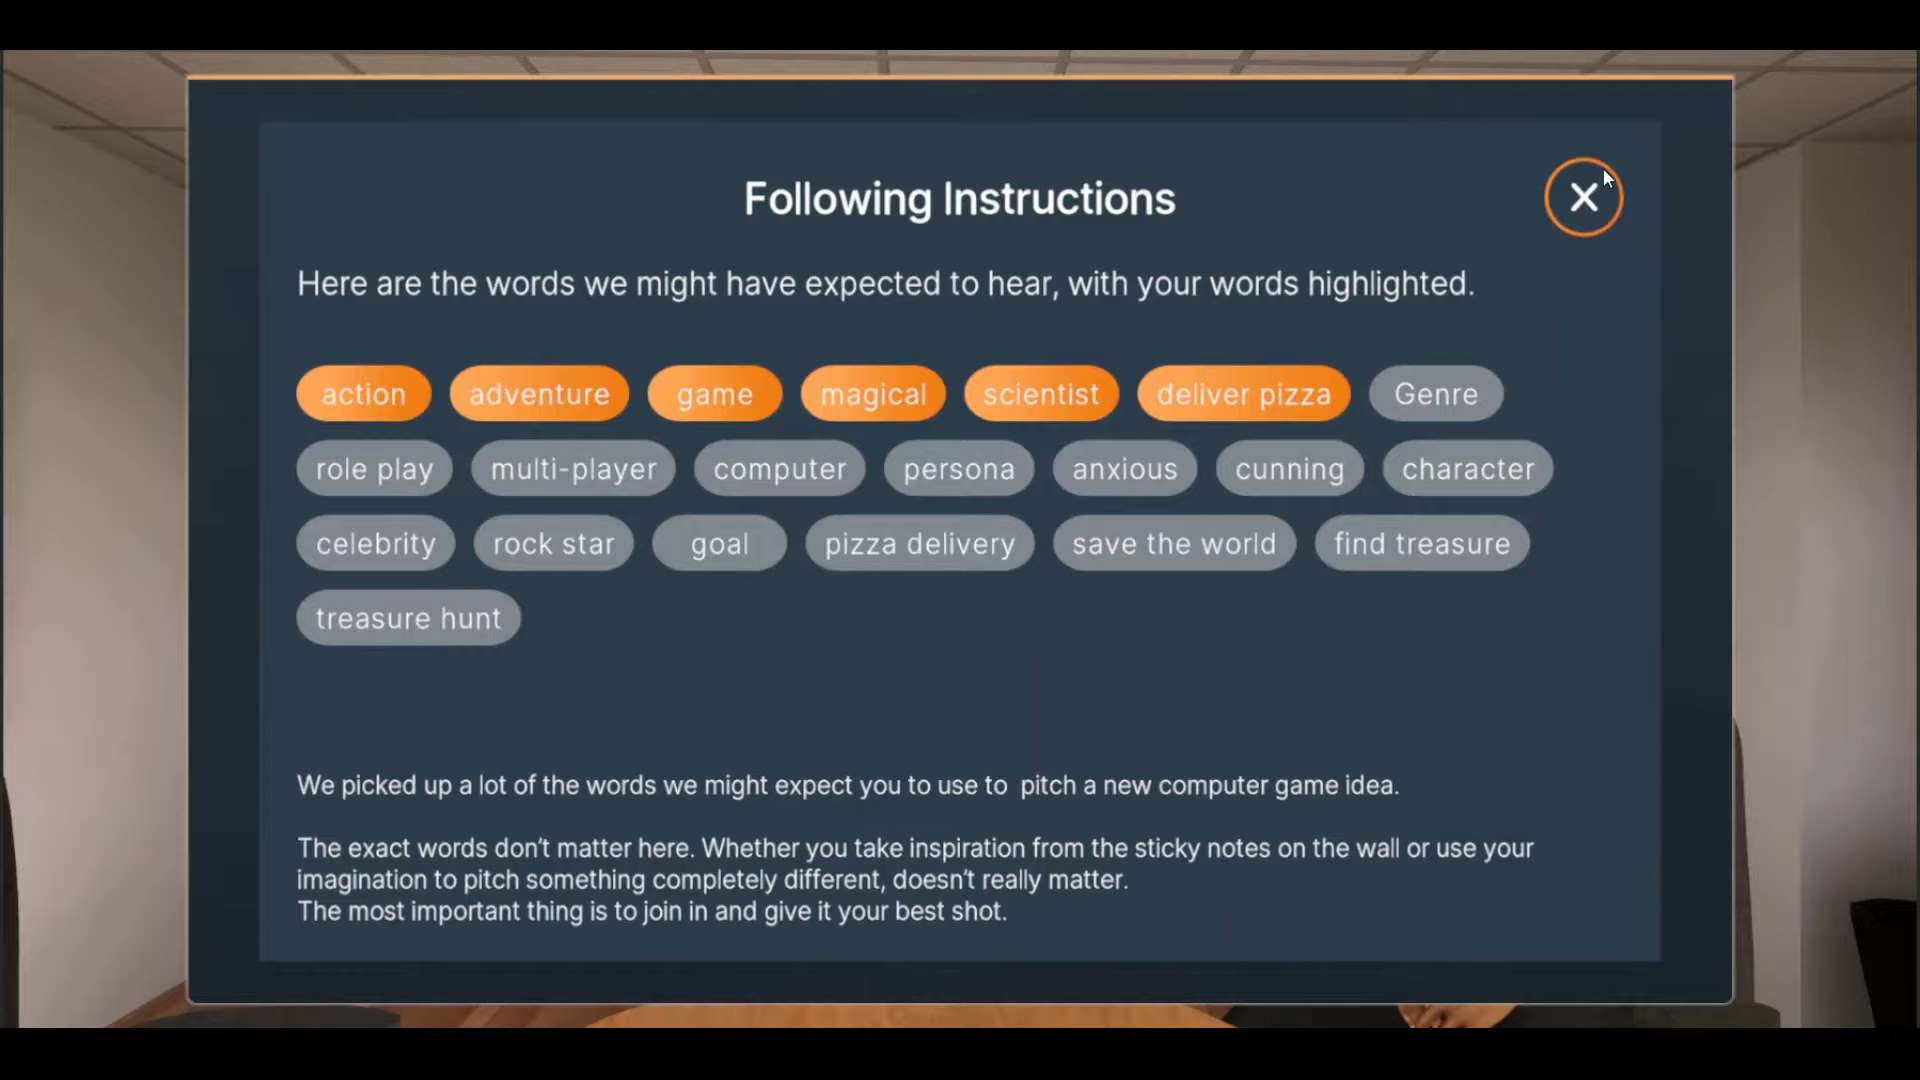 Following Instructions
Here are the words we might have expected to hear, with your words highlighted.
action adventure game magical scientist deliver pizza Genre
role play multi-player computer persona anxious cunning character
celebrity rock star goal pizza delivery save the world find treasure
treasure hunt
We picked up a lot of the words we might expect you to use to  pitch a new computer game idea.
The exact words don't matter here. Whether you take inspiration from the sticky notes on the wall or use your
imagination to pitch something completely different, doesn't really matter.
The most important thing is to join in and give it your best shot.